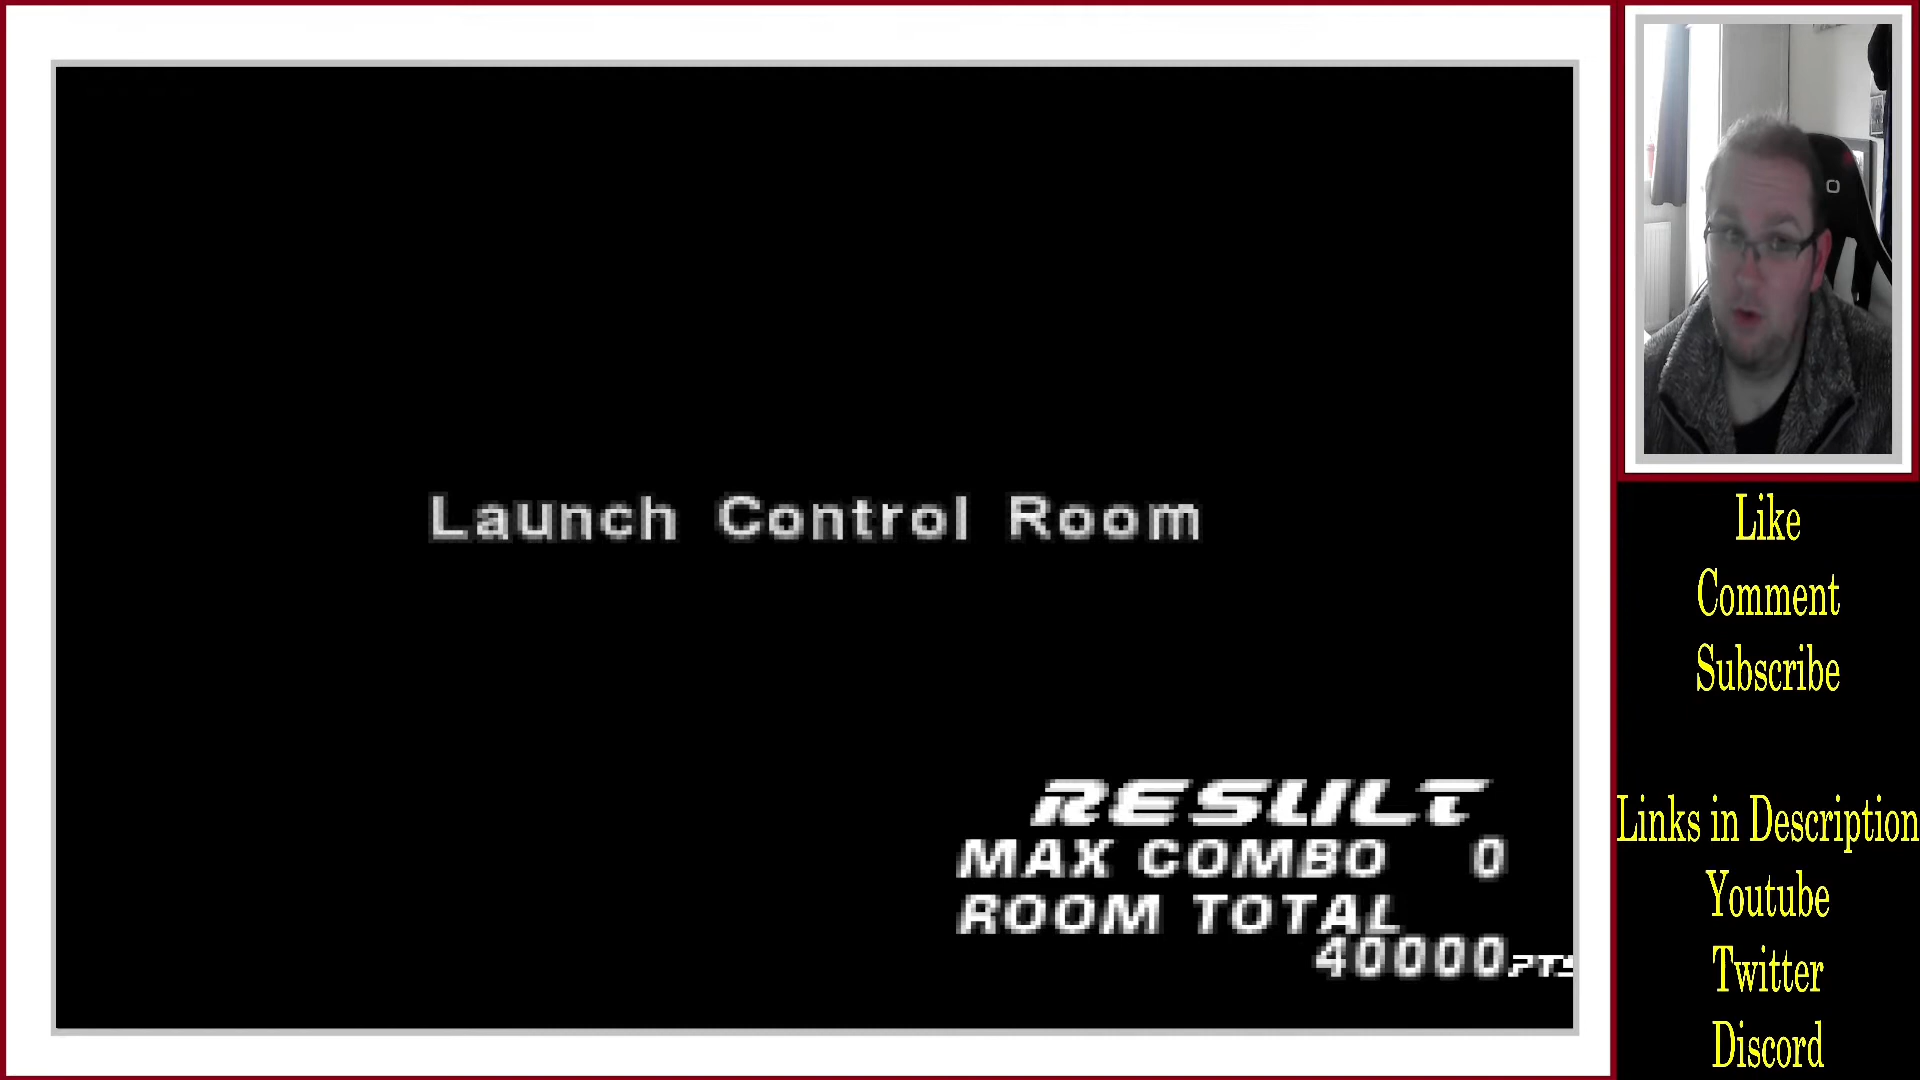 Launch Control Room
RESULT
MAX COMBO 0
ROOM TOTAL
40000PTS
Like
Comment
Subscribe
Links in Description
Youtube
Twitter
Discord